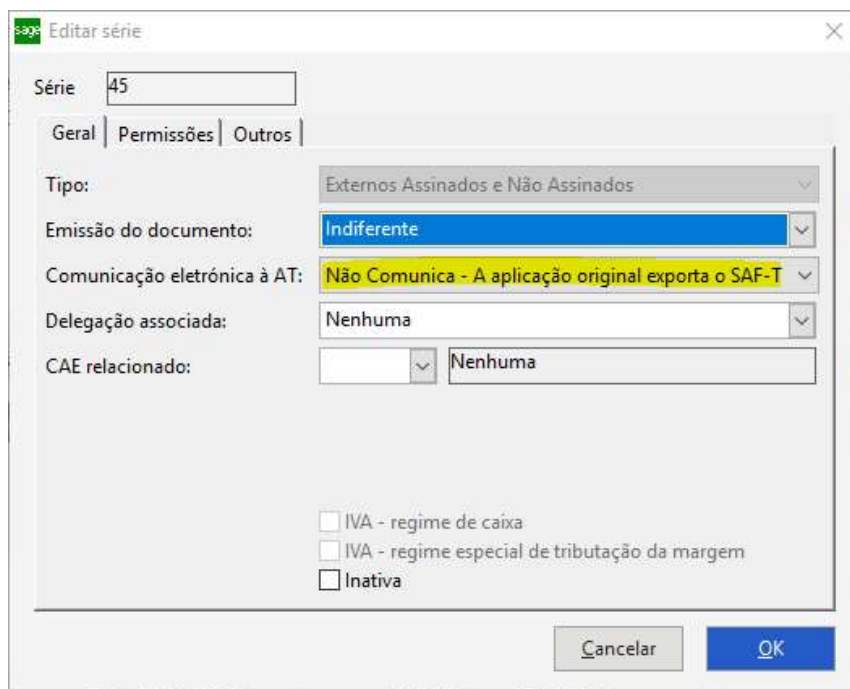 sage Editar série
Série 45
Geral Permissões Outros
Tipo: Externos Assinados e Não Assinados
Emissão do documento: Indiferente
Comunicação eletrónica à AT: Não Comunica - A aplicação original exporta o SAF-T
Delegação associada: Nenhuma
CAE relacionado: Nenhuma
IVA - regime de caixa
IVA - regime especial de tributação da margem
Inativa
Cancelar OK